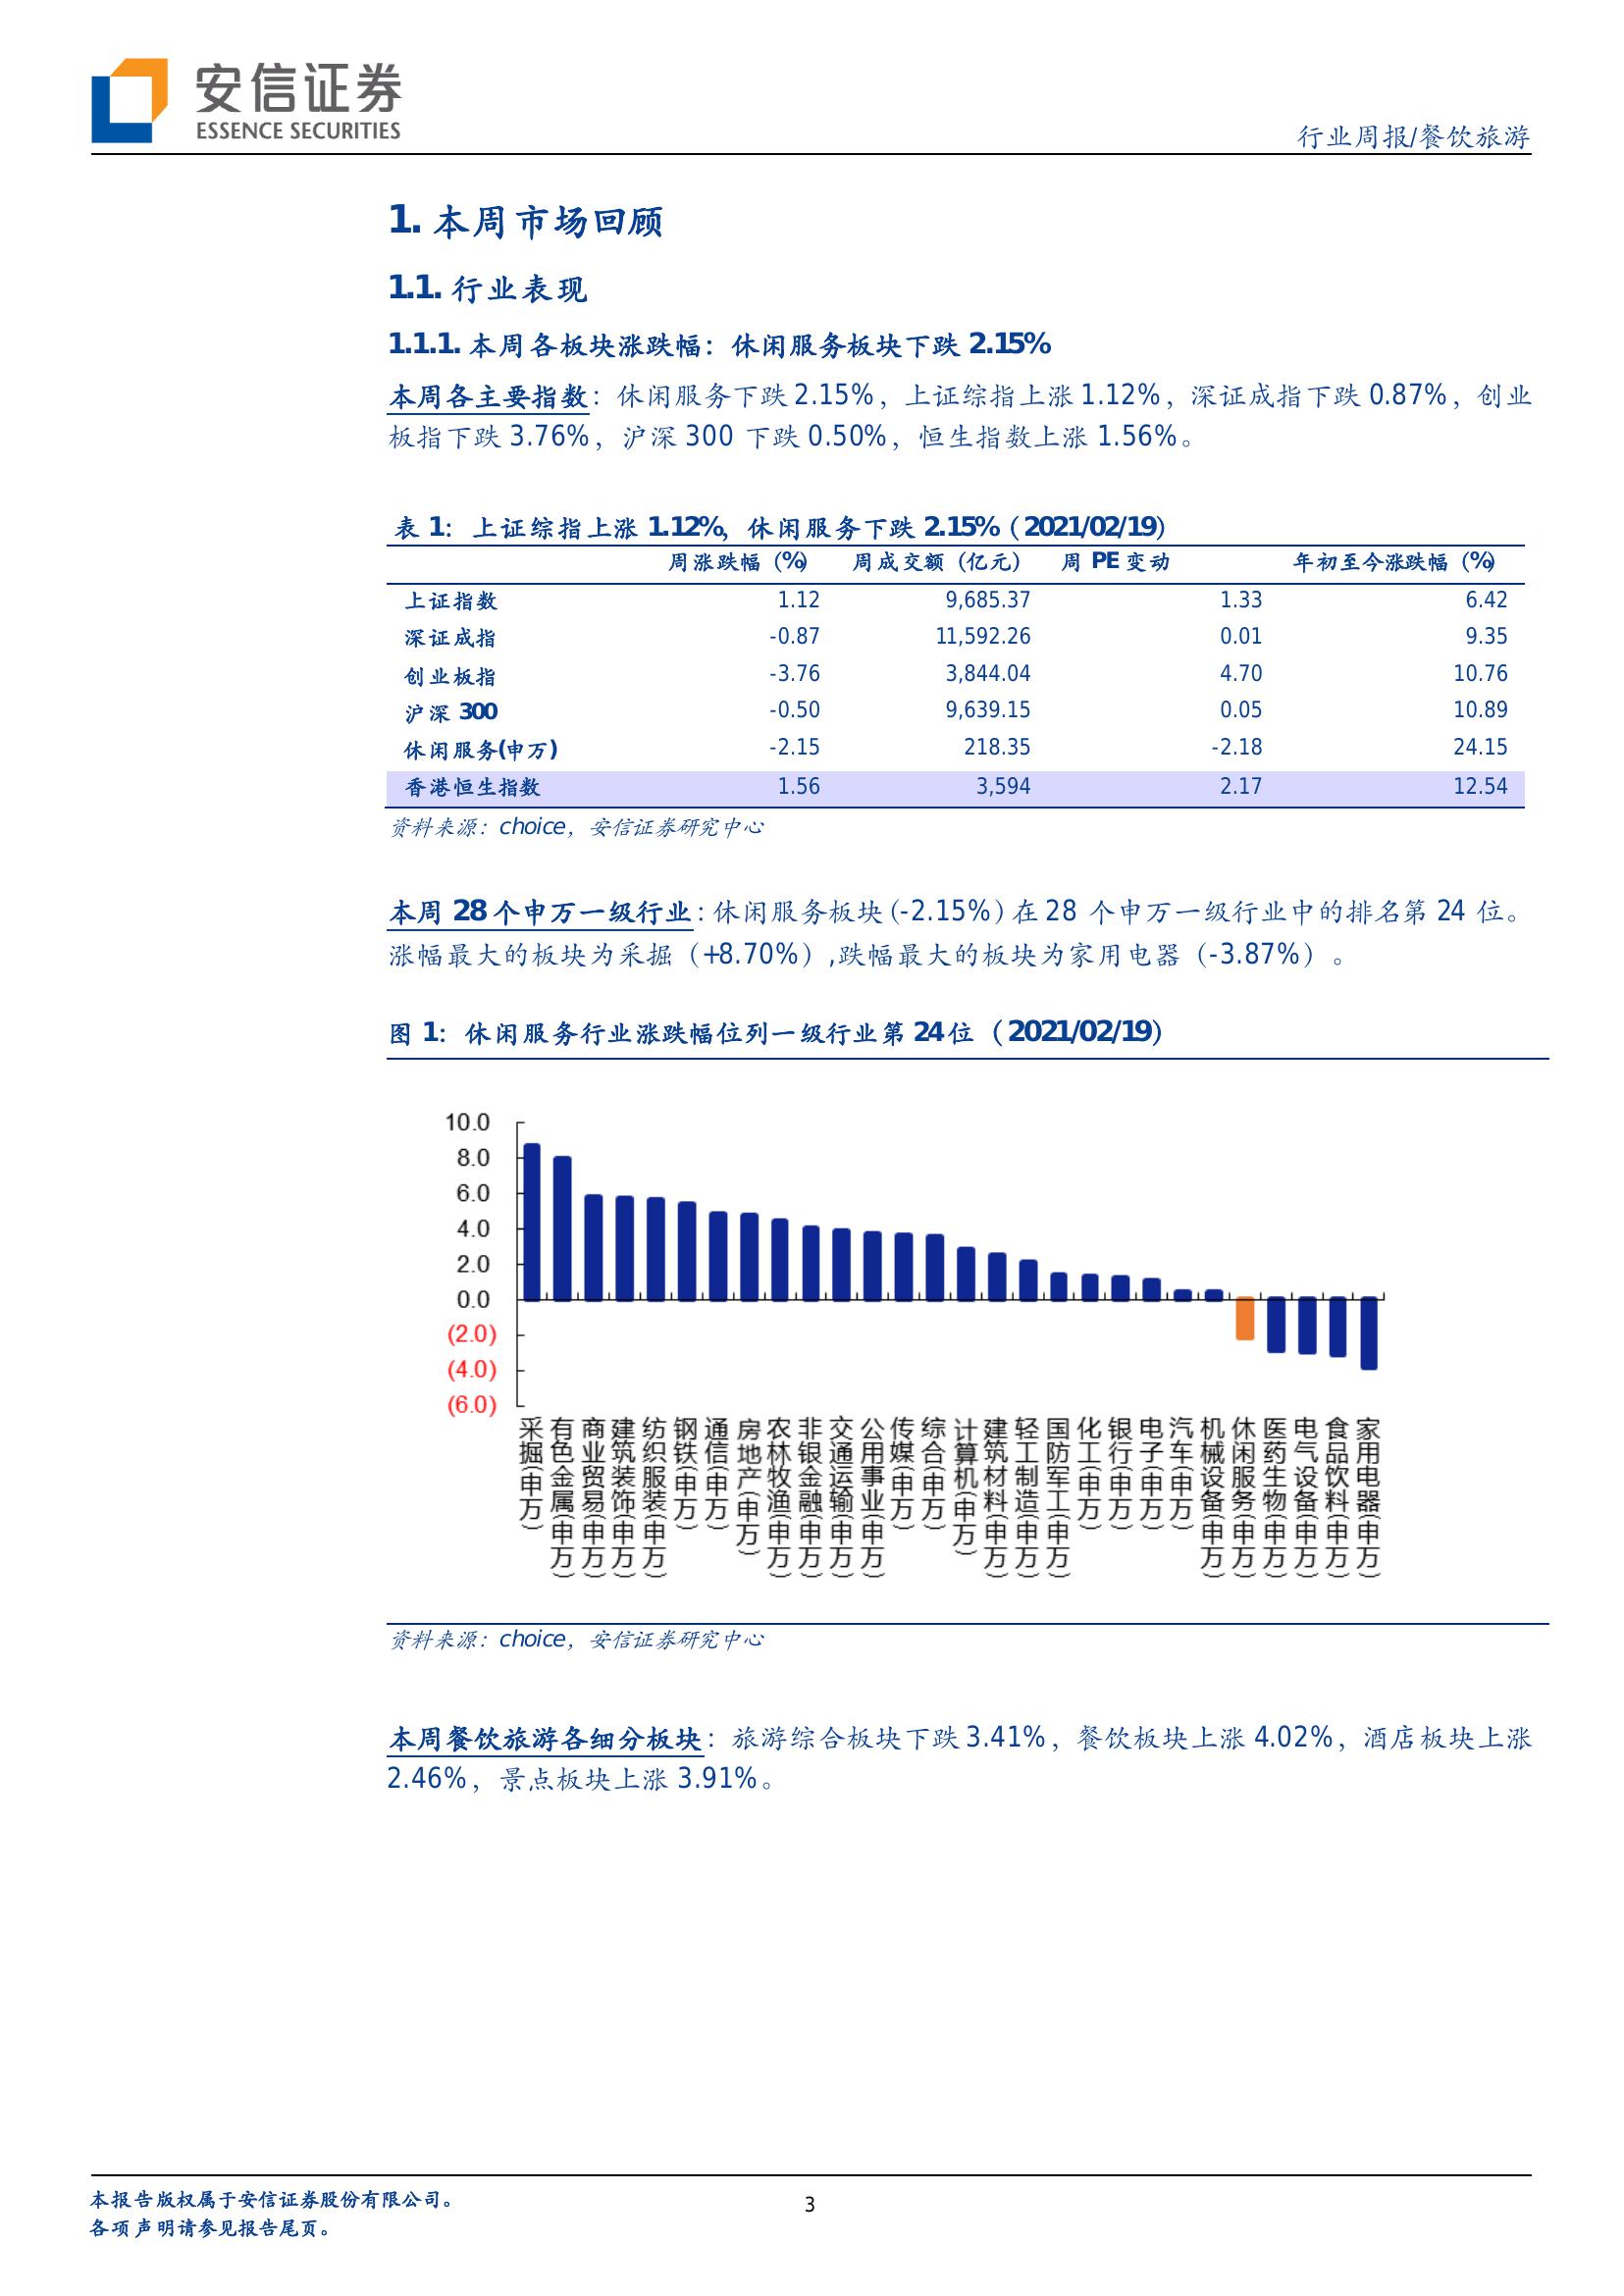 安信证券
ESSENCE SECURITIES
行业周报/餐饮旅游
1. 本周市场回顾
1.1. 行业表现
1.1.1. 本周各板块涨跌幅：休闲服务板块下跌 2.15%
本周各主要指数：休闲服务下跌 2.15%，上证综指上涨 1.12%，深证成指下跌 0.87%，创业
板指下跌 3.76%，沪深 300 下跌 0.50%，恒生指数上涨 1.56%。
表 1：上证综指上涨 1.12%，休闲服务下跌 2.15%（2021/02/19）
周涨跌幅（%） 周成交额（亿元） 周 PE 变动 年初至今涨跌幅（%）
上证指数 1.12 9,685.37 1.33 6.42
深证成指 -0.87 11,592.26 0.01 9.35
创业板指 -3.76 3,844.04 4.70 10.76
沪深 300 -0.50 9,639.15 0.05 10.89
休闲服务(申万) -2.15 218.35 -2.18 24.15
香港恒生指数 1.56 3,594 2.17 12.54
资料来源：choice，安信证券研究中心
本周 28 个申万一级行业：休闲服务板块(-2.15%)在 28 个申万一级行业中的排名第 24 位。
涨幅最大的板块为采掘（+8.70%）,跌幅最大的板块为家用电器（-3.87%）。
图 1：休闲服务行业涨跌幅位列一级行业第 24 位（2021/02/19）
10.0
8.0
6.0
4.0
2.0
0.0
(2.0)
(4.0)
(6.0)
采掘(申万)
有色金属(申万)
商业贸易(申万)
建筑装饰(申万)
纺织服装(申万)
钢铁(申万)
通信(申万)
房地产(申万)
农林牧渔(申万)
非银金融(申万)
交通运输(申万)
公用事业(申万)
传媒(申万)
综合(申万)
计算机(申万)
建筑材料(申万)
轻工制造(申万)
国防军工(申万)
化工(申万)
银行(申万)
电子(申万)
汽车(申万)
机械设备(申万)
休闲服务(申万)
医药生物(申万)
电气设备(申万)
食品饮料(申万)
家用电器(申万)
资料来源：choice，安信证券研究中心
本周餐饮旅游各细分板块：旅游综合板块下跌 3.41%，餐饮板块上涨 4.02%，酒店板块上涨
2.46%，景点板块上涨 3.91%。
本报告版权属于安信证券股份有限公司。
各项声明请参见报告尾页。
3